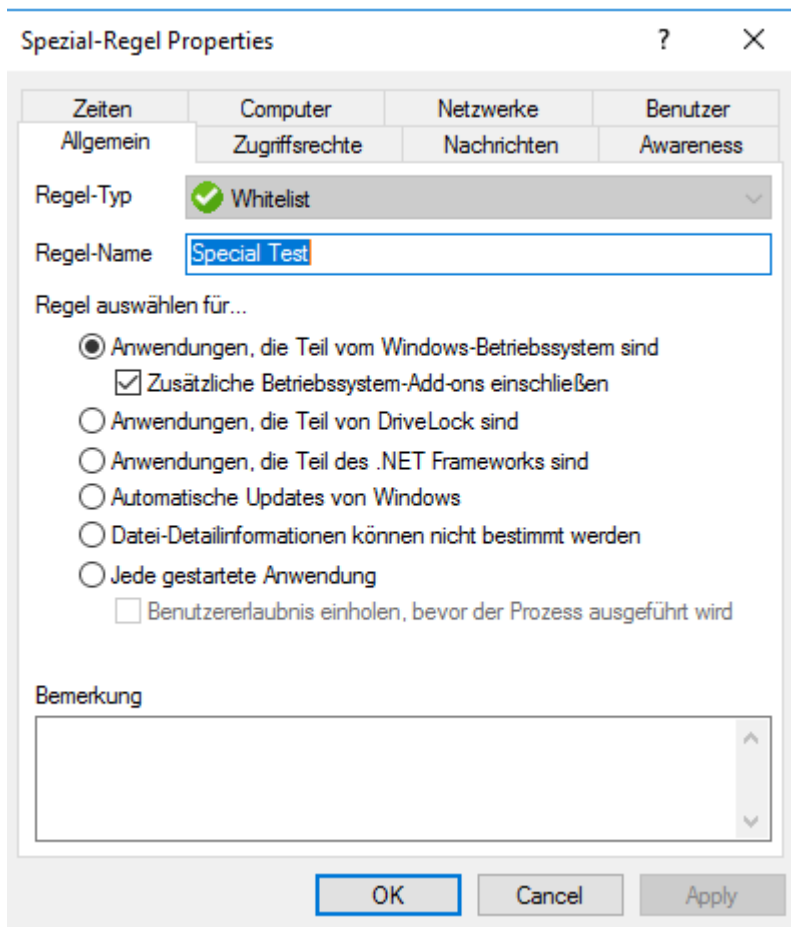 Spezial-Regel Properties ?
Zeiten Computer Netzwerke Benutzer
Allgemein Zugriffsrechte Nachrichten Awareness
Regel-Typ Whitelist
Regel-Name Special Test
Regel auswählen für...
Anwendungen, die Teil vom Windows-Betriebssystem sind
Zusätzliche Betriebssystem-Add-ons einschließen
Anwendungen, die Teil von DriveLock sind
Anwendungen, die Teil des .NET Frameworks sind
Automatische Updates von Windows
Datei-Detailinformationen können nicht bestimmt werden
Jede gestartete Anwendung
Benutzererlaubnis einholen, bevor der Prozess ausgeführt wird
Bemerkung
OK Cancel Apply